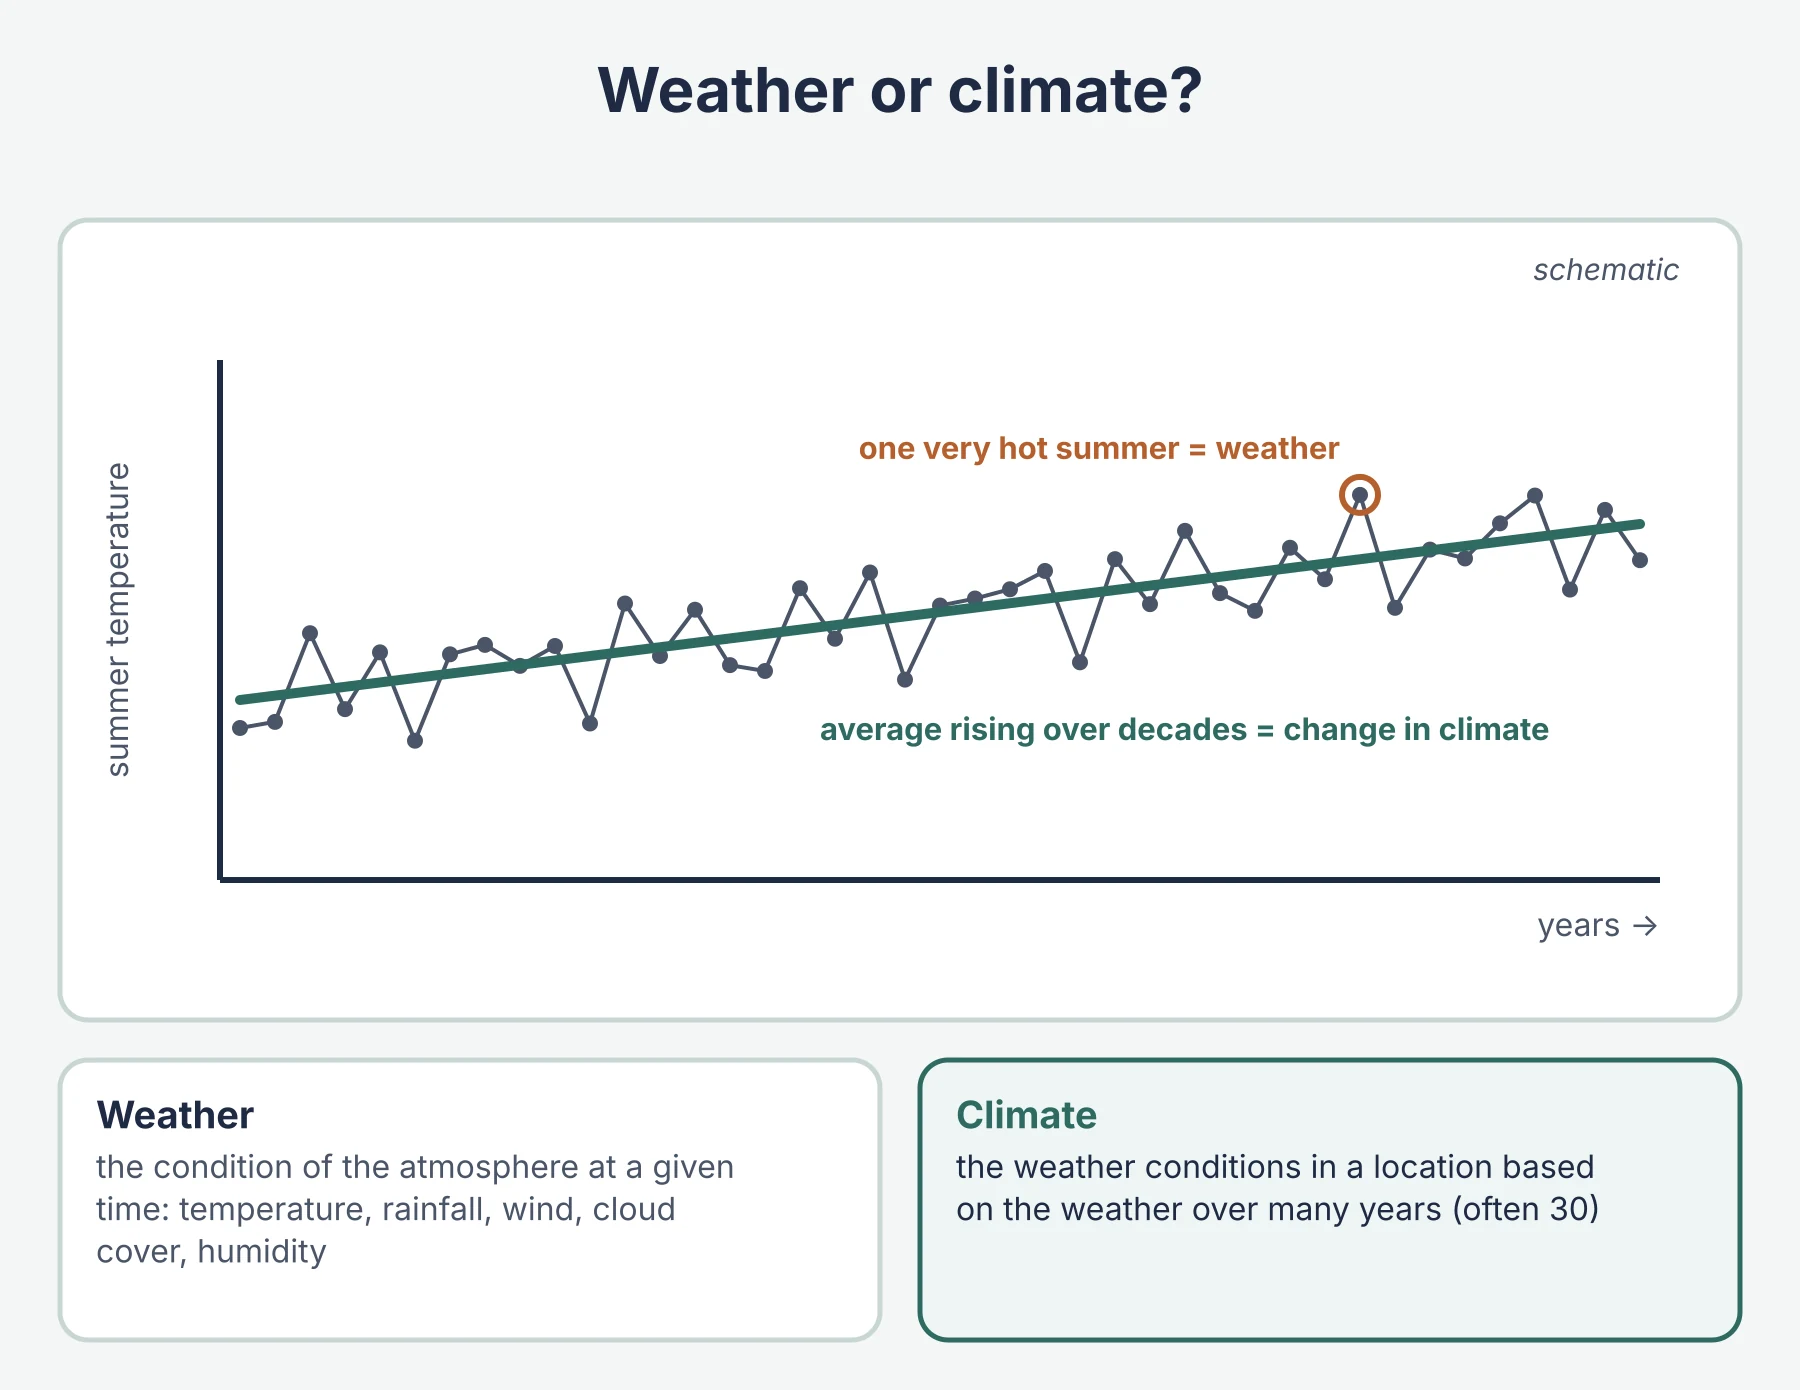 Weather or climate?
schematic
one very hot summer = weather
summer temperature
average rising over decades = change in climate
years →
Weather
the condition of the atmosphere at a given
time: temperature, rainfall, wind, cloud
cover, humidity
Climate
the weather conditions in a location based
on the weather over many years (often 30)